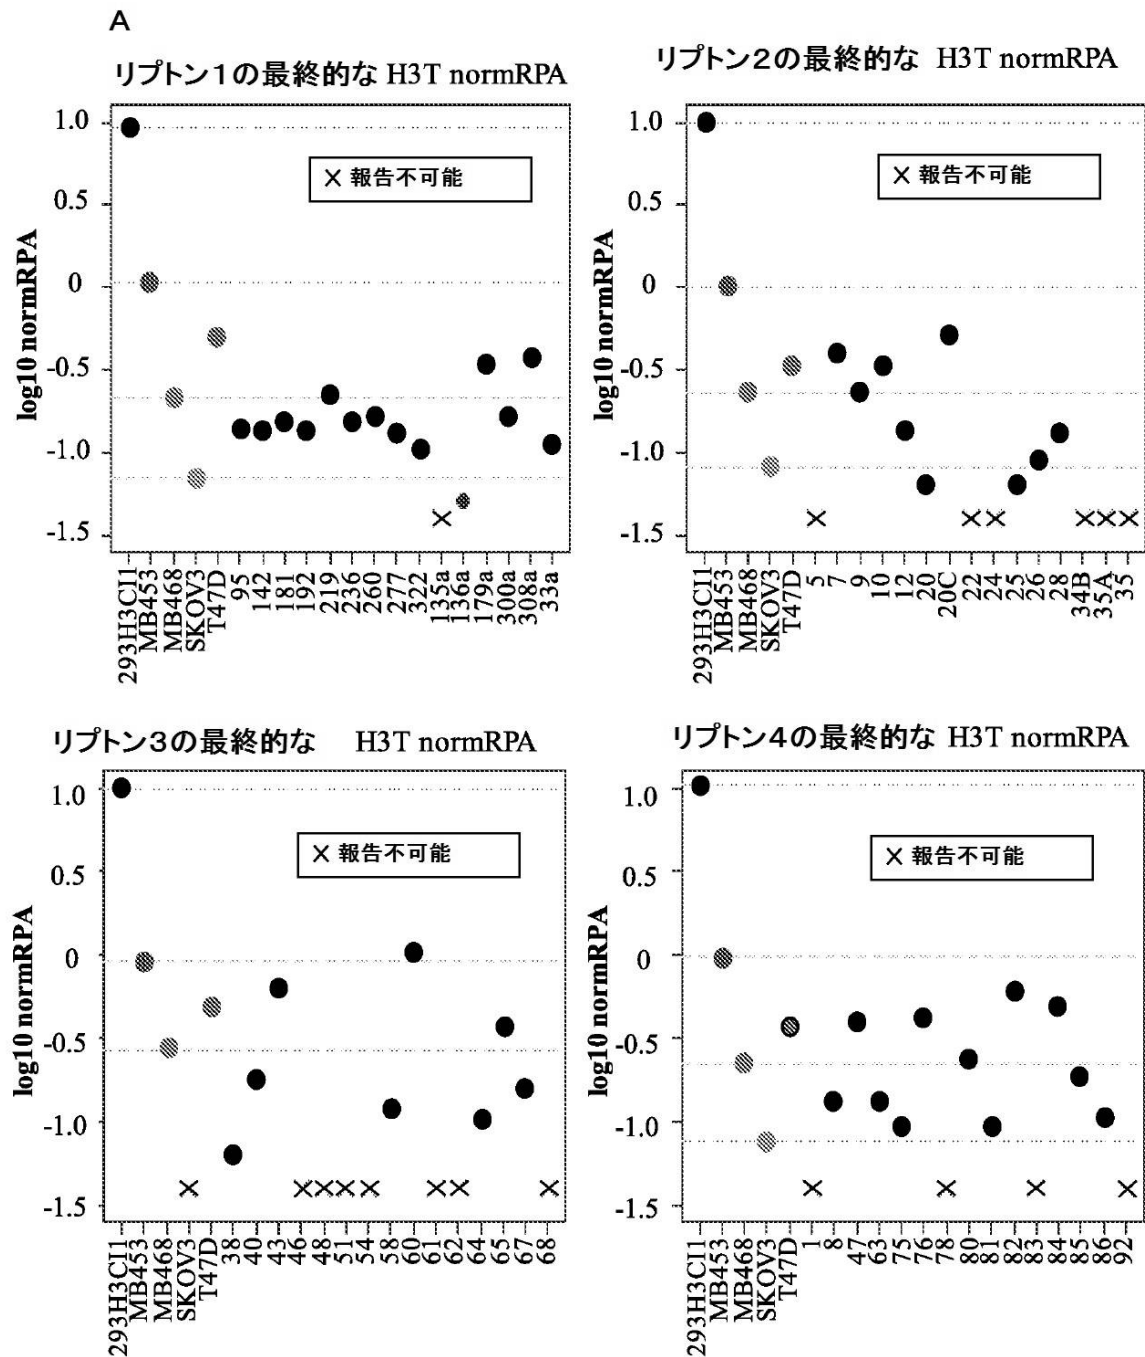 A
リプトン1の最終的な H3T normRPA
1.0
0.5
0
-0.5
-1.0
-1.5
log10 normRPA
× 報告不可能
293H3CI1
MB453
MB468
SKOV3
T47D
95
142
181
192
219
236
260
277
322
135a
136a
179a
300a
308a
33a
リプトン2の最終的な H3T normRPA
1.0
0.5
0
-0.5
-1.0
-1.5
log10 normRPA
× 報告不可能
293H3CI1
MB453
MB468
SKOV3
T47D
5
7
9
10
12
20
20C
22
24
25
26
28
34B
35A
35
リプトン3の最終的な H3T normRPA
1.0
0.5
0
-0.5
-1.0
-1.5
log10 normRPA
× 報告不可能
293H3CI1
MB453
MB468
SKOV3
T47D
38
40
43
46
48
51
54
58
60
61
62
64
65
67
68
リプトン4の最終的な H3T normRPA
1.0
0.5
0
-0.5
-1.0
-1.5
log10 normRPA
× 報告不可能
293H3CI1
MB453
MB468
SKOV3
T47D
1
8
47
63
75
76
78
80
81
82
83
84
85
86
92